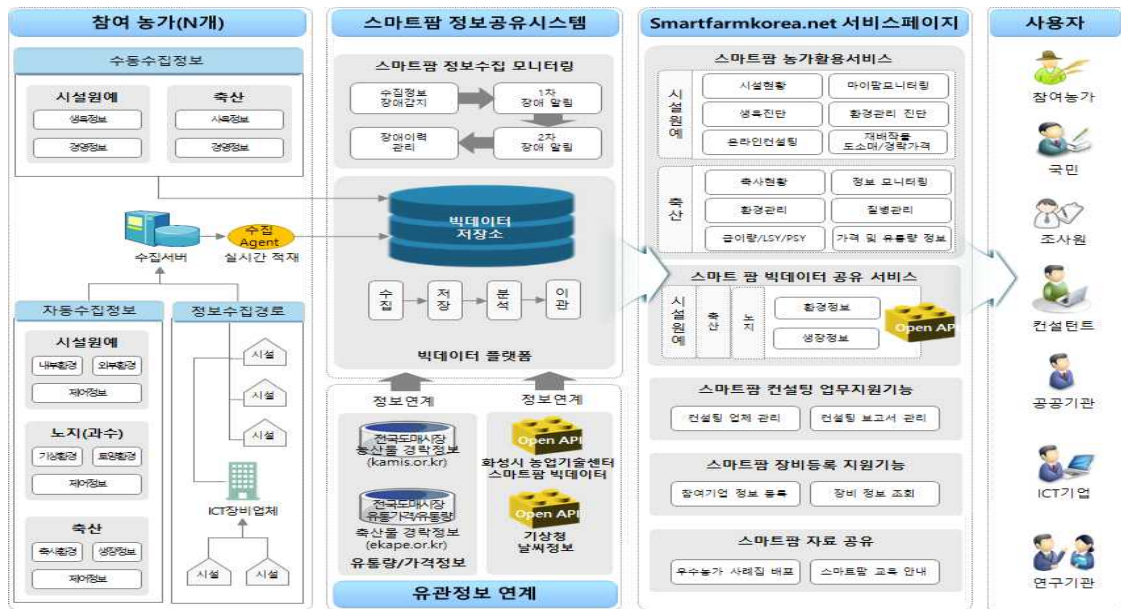 참여 농가(N개)
수동수집정보
시설원예
생육정보
경영정보
축산
사육정보
경영정보
수집서버
수집
Agent
실시간 적재
자동수집정보
시설원예
내부환경
외부환경
제어정보
노지(과수)
기상환경
토양환경
제어정보
축산
축사환경
생장정보
제어정보
정보수집경로
시설
시설
시설
ICT장비업체
시설
시설
스마트팜 정보공유시스템
스마트팜 정보수집 모니터링
수집정보
장애감지
1차
장애 알림
장애이력
관리
2차
장애 알림
빅데이터
저장소
수집
저장
분석
이관
빅데이터 플랫폼
정보연계
정보연계
전국도매시장
농산물 경락정보
(kamis.or.kr)
전국도매시장
유통가격/유통량
축산물 경락정보
(ekape.or.kr)
유통량/가격정보
Open API
화성시 농업기술센터
스마트팜 빅데이터
Open API
기상청
날씨정보
유관정보 연계
Smartfarmkorea.net 서비스페이지
스마트팜 농가활용서비스
시설원예
시설현황
마이팜모니터링
생육진단
환경관리 진단
온라인컨설팅
재배작물
도소매/경락가격
축산
축사현황
정보 모니터링
환경관리
질병관리
급이량/LSY/PSY
가격 및 유통량 정보
스마트 팜 빅데이터 공유 서비스
시설원예
축산
노지
환경정보
생장정보
Open API
스마트팜 컨설팅 업무지원기능
컨설팅 업체 관리
컨설팅 보고서 관리
스마트팜 장비등록 지원기능
참여기업 정보 등록
장비 정보 조회
스마트팜 자료 공유
우수농가 사례집 배포
스마트팜 교육 안내
사용자
참여농가
국민
조사원
컨설턴트
공공기관
ICT기업
연구기관